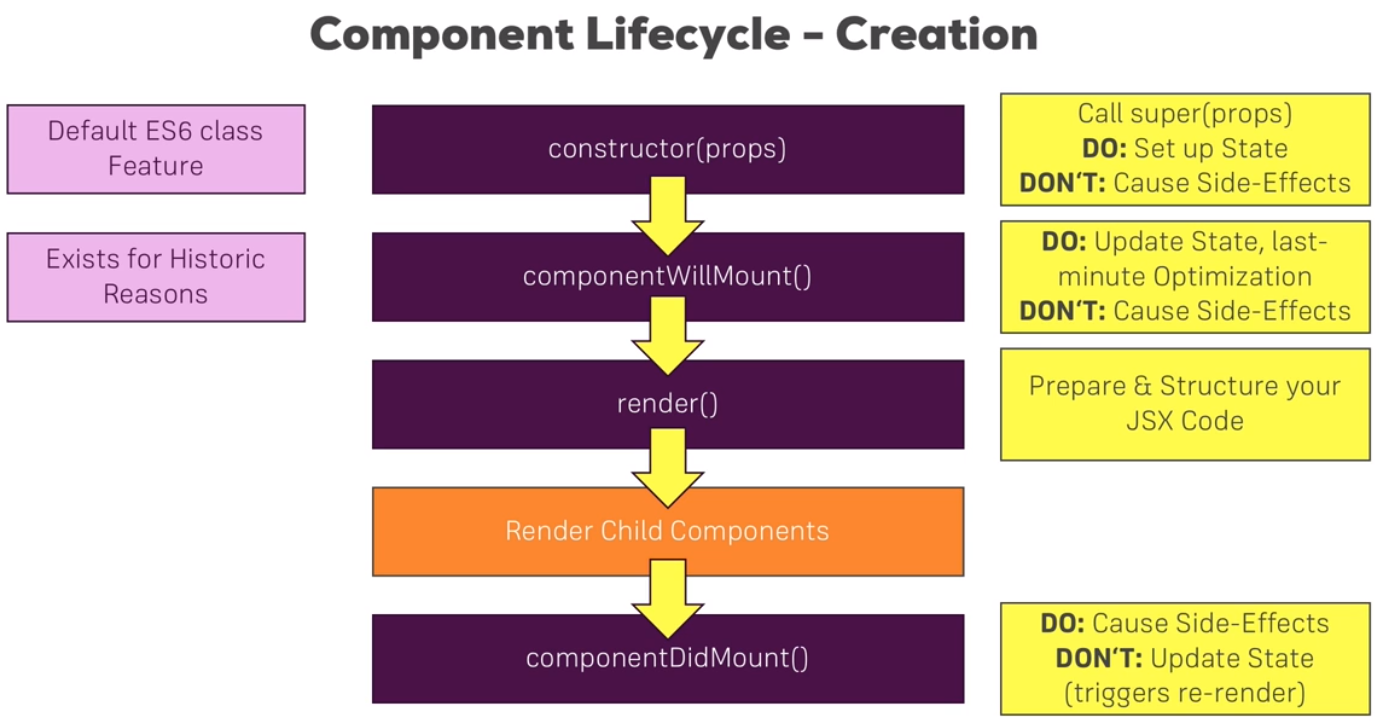 Component Lifecycle - Creation
Default ES6 class
Feature
constructor(props)
Call super(props)
DO: Set up State
DON'T: Cause Side-Effects
Exists for Historic
Reasons
componentWillMount()
DO: Update State, last-
minute Optimization
DON'T: Cause Side-Effects
render()
Prepare & Structure your
JSX Code
Render Child Components
componentDidMount()
DO: Cause Side-Effects
DON'T: Update State
(triggers re-render)